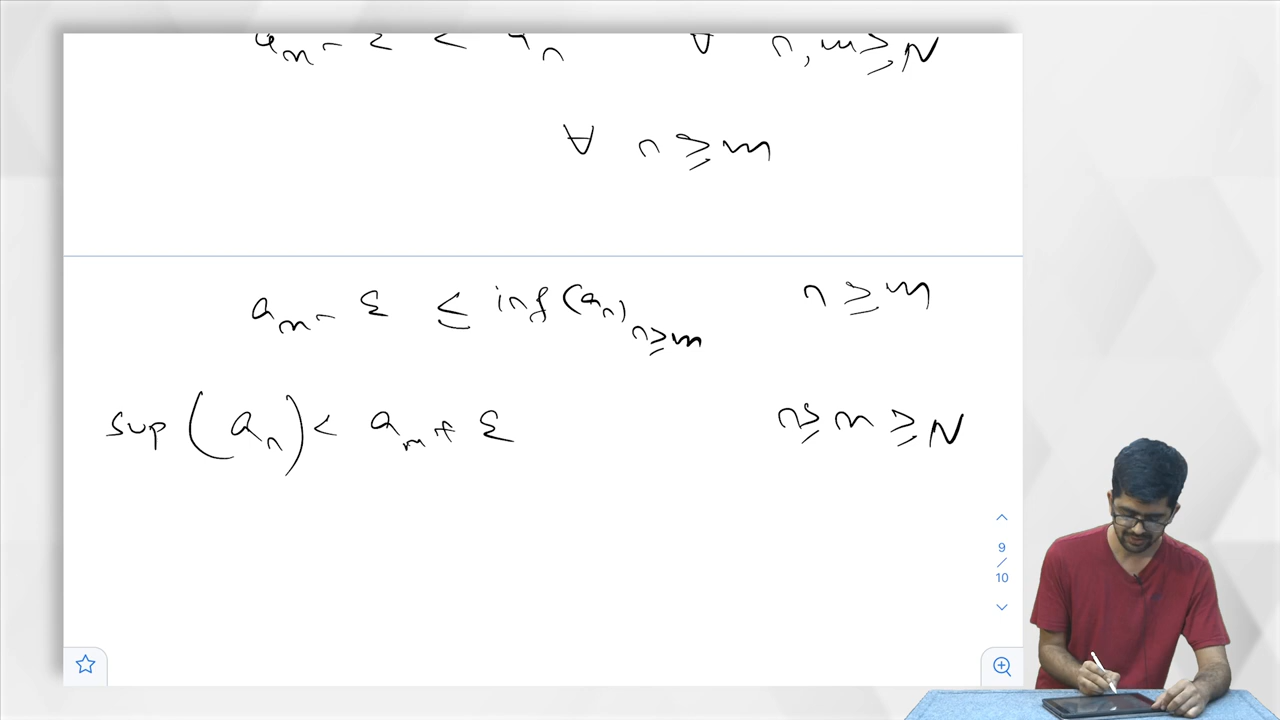 a_m - ε < a_n ∀ n, m ≥ N
∀ n ≥ m
a_m - ε ≤ inf (a_n)_{n ≥ m} n ≥ m
sup (a_n) < a_m + ε n ≥ m ≥ N
9
/
10